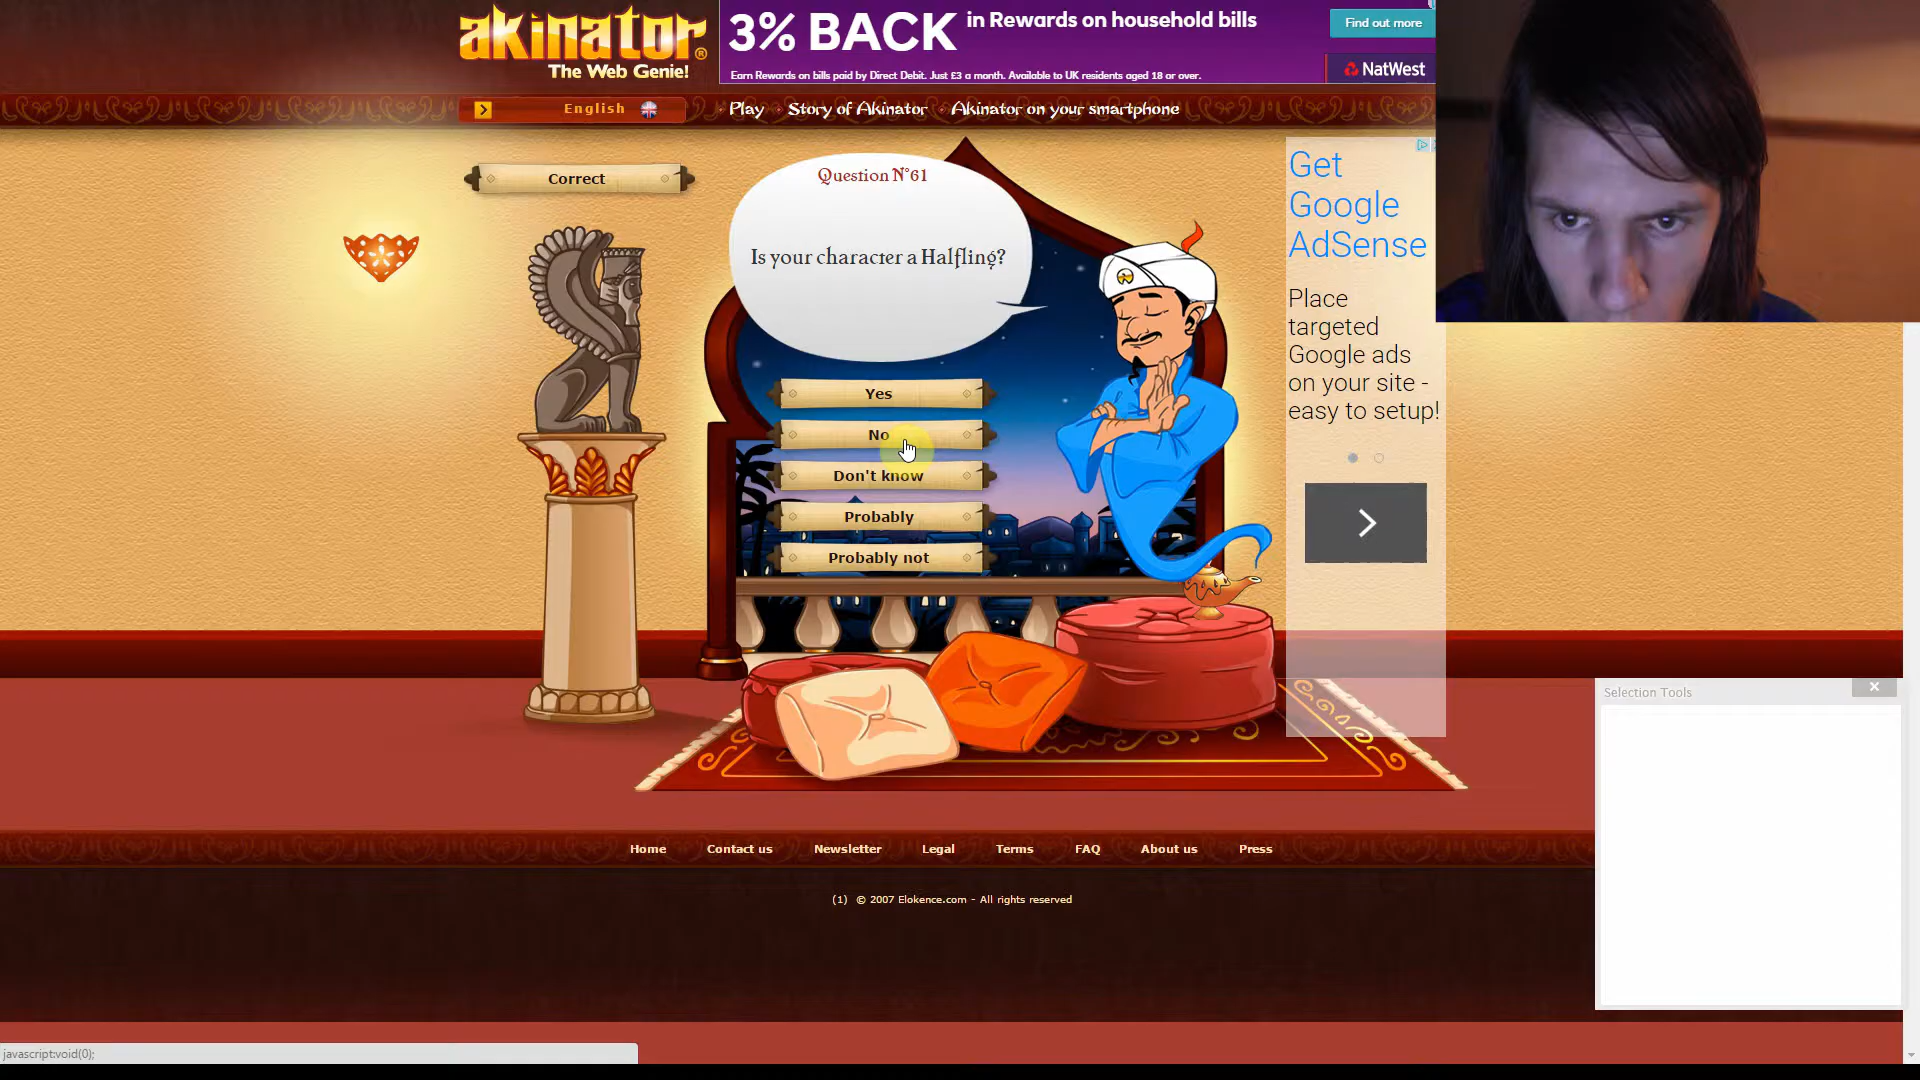 akinator®
The Web Genie!
3% BACK in Rewards on household bills
Earn Rewards on bills paid by Direct Debit. Just £3 a month. Available to UK residents aged 18 or over.
Find out more
NatWest
English
Play
Story of Akinator
Akinator on your smartphone
Correct
Question N°61
Is your character a Halfling?
Yes
No
Don't know
Probably
Probably not
Get
Google
AdSense
Place
targeted
Google ads
on your site -
easy to setup!
Selection Tools
Home
Contact us
Newsletter
Legal
Terms
FAQ
About us
Press
(1) © 2007 Elokence.com - All rights reserved
javascript:void(0);